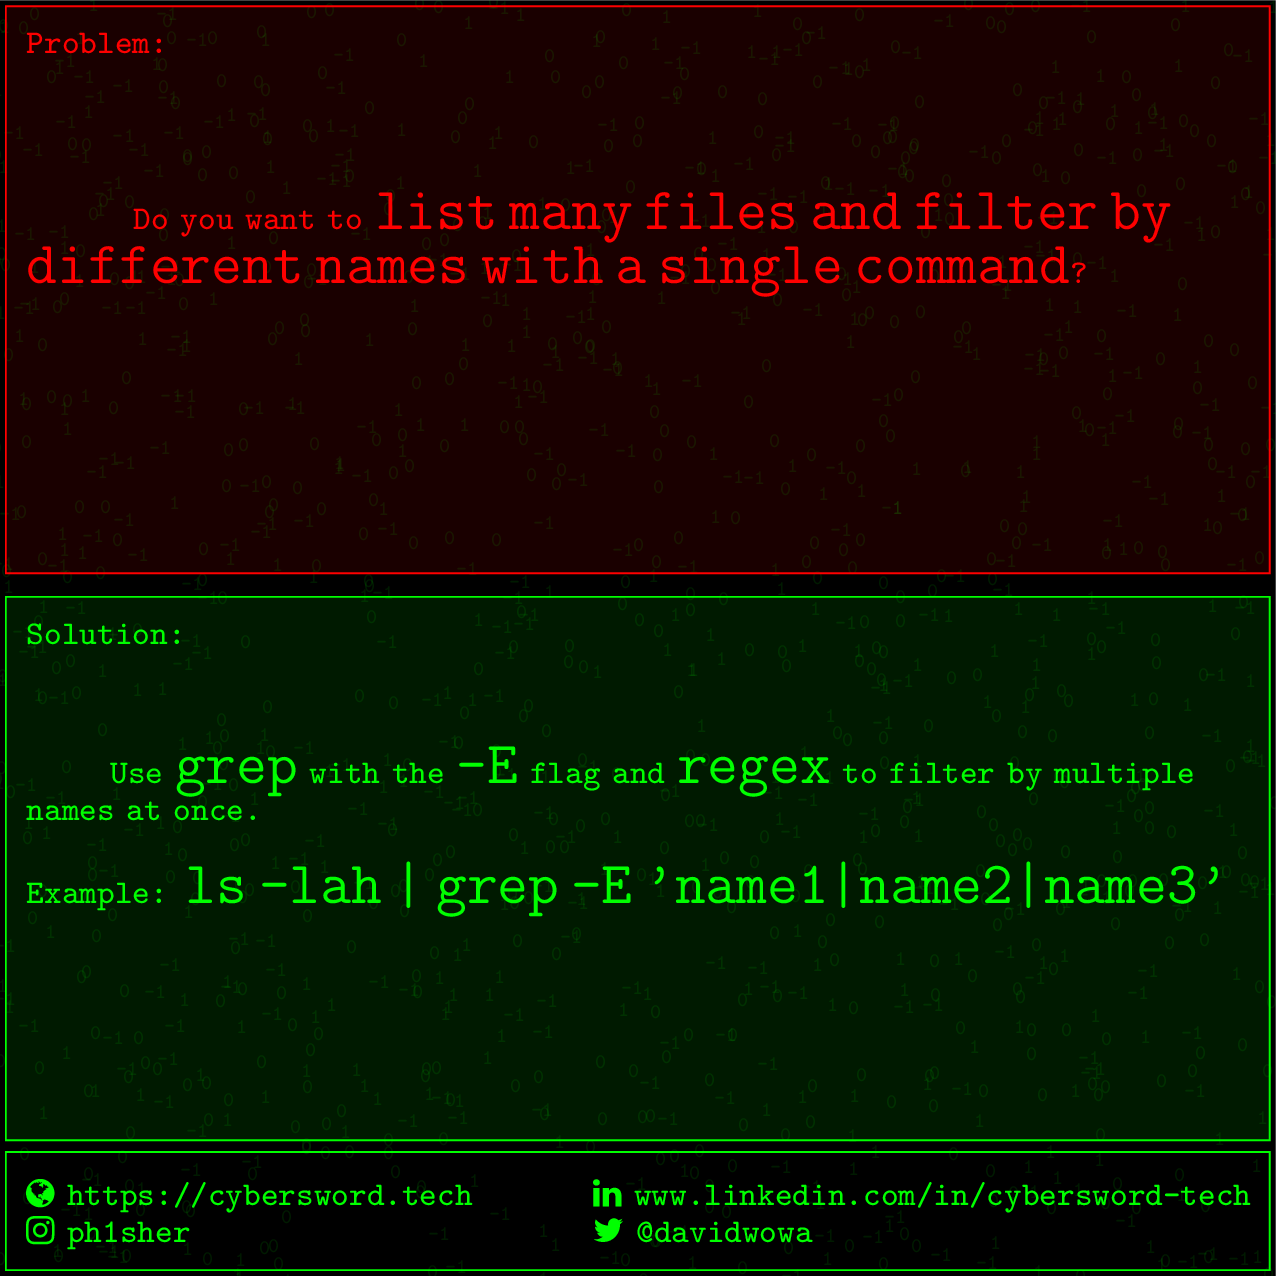 Problem:
Do you want to list many files and filter by
different names with a single command?
Solution:
Use grep with the -E flag and regex to filter by multiple
names at once.
Example: ls -lah | grep -E 'name1|name2|name3'
https://cybersword.tech
www.linkedin.com/in/cybersword-tech
ph1sher
@davidwowa